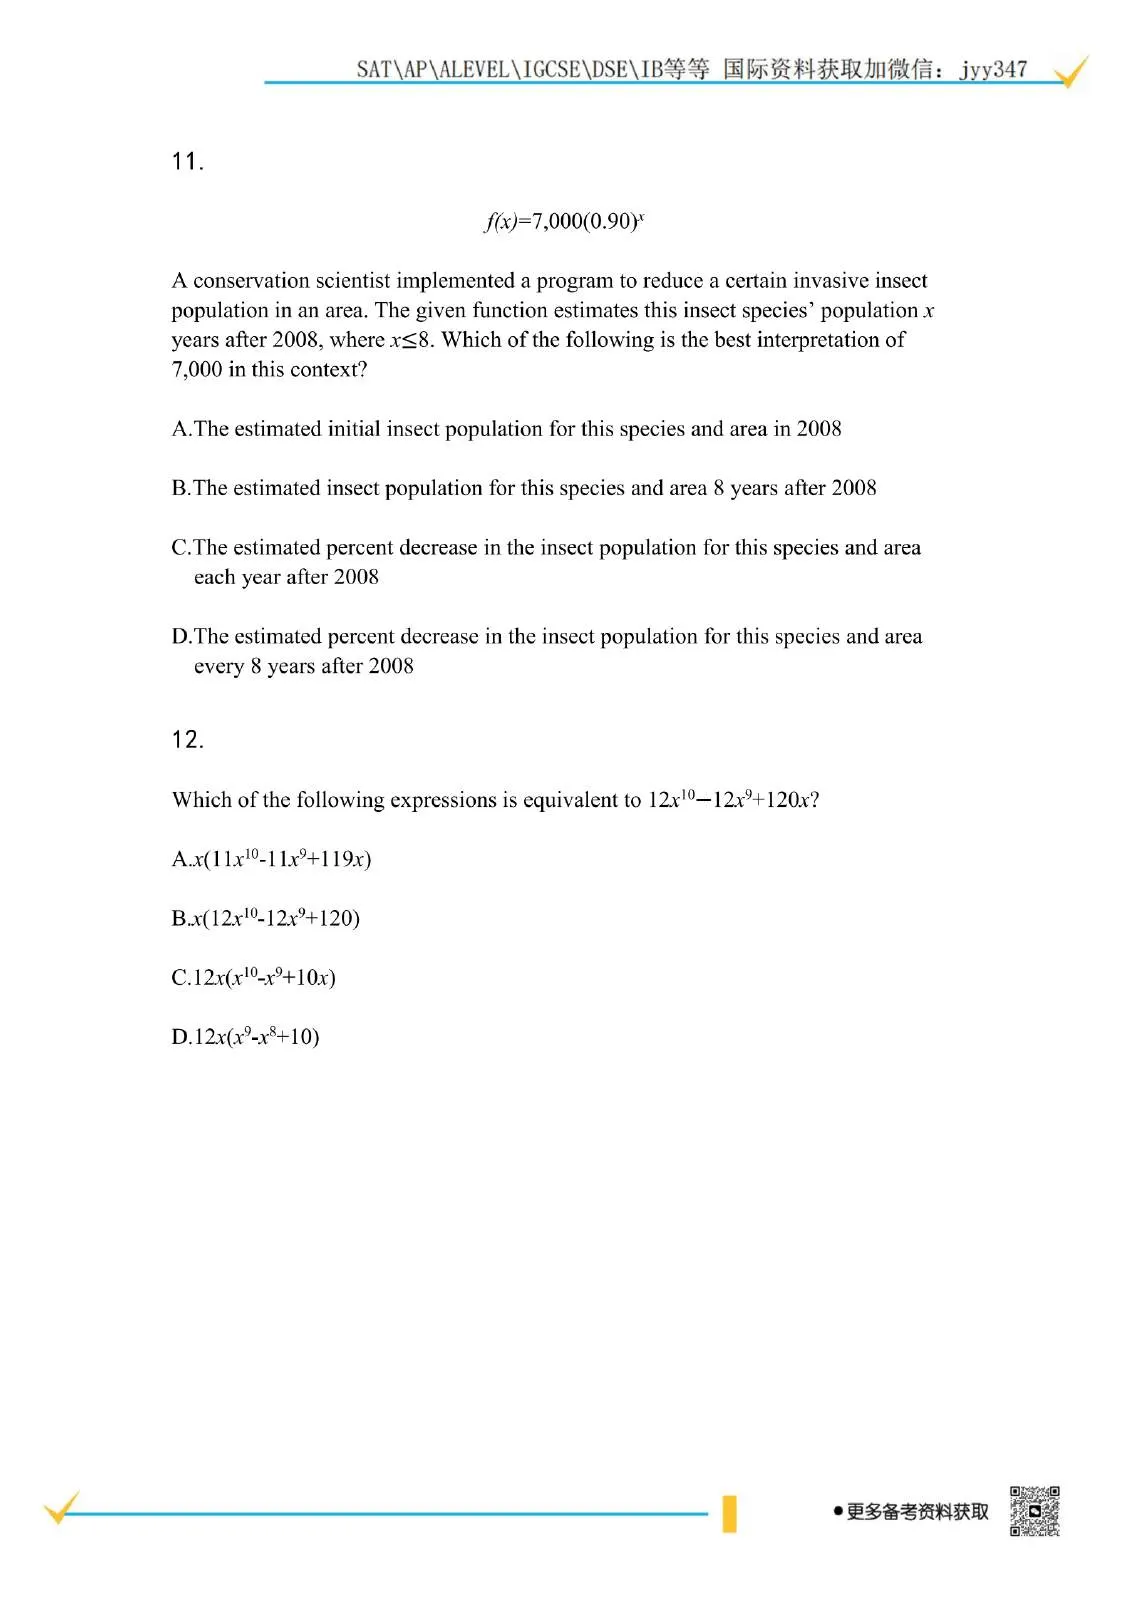 SAT\AP\ALEVEL\IGCSE\DSE\IB等等 国际资料获取加微信：jyy347
11.
f(x)=7,000(0.90)ˣ
A conservation scientist implemented a program to reduce a certain invasive insect
population in an area. The given function estimates this insect species’ population x
years after 2008, where x≤8. Which of the following is the best interpretation of
7,000 in this context?
A.The estimated initial insect population for this species and area in 2008
B.The estimated insect population for this species and area 8 years after 2008
C.The estimated percent decrease in the insect population for this species and area
each year after 2008
D.The estimated percent decrease in the insect population for this species and area
every 8 years after 2008
12.
Which of the following expressions is equivalent to 12x¹⁰−12x⁹+120x?
A.x(11x¹⁰-11x⁹+119x)
B.x(12x¹⁰-12x⁹+120)
C.12x(x¹⁰-x⁹+10x)
D.12x(x⁹-x⁸+10)
●更多备考资料获取